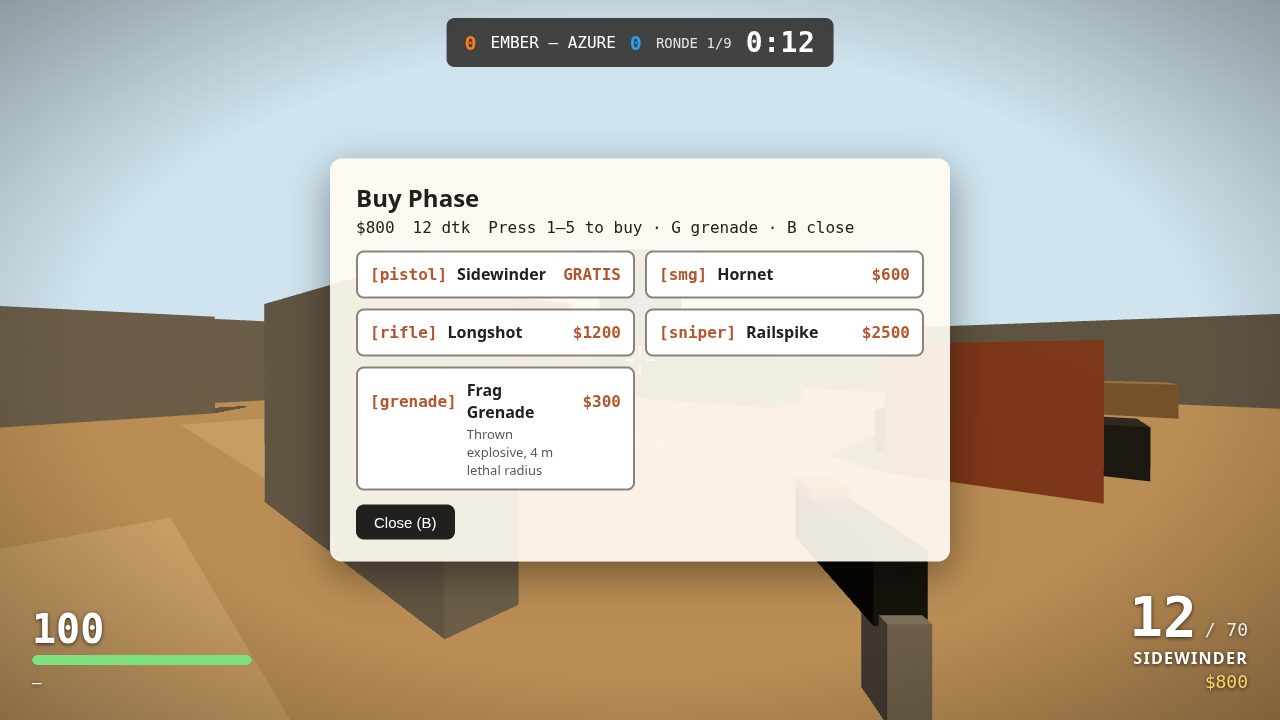 0 EMBER — AZURE 0 RONDE 1/9 0:12
Buy Phase
$800 12 dtk Press 1–5 to buy · G grenade · B close
[pistol] Sidewinder GRATIS
[smg] Hornet $600
[rifle] Longshot $1200
[sniper] Railspike $2500
[grenade] Frag Grenade $300
Thrown explosive, 4 m lethal radius
Close (B)
100
—
12 / 70
SIDEWINDER
$800